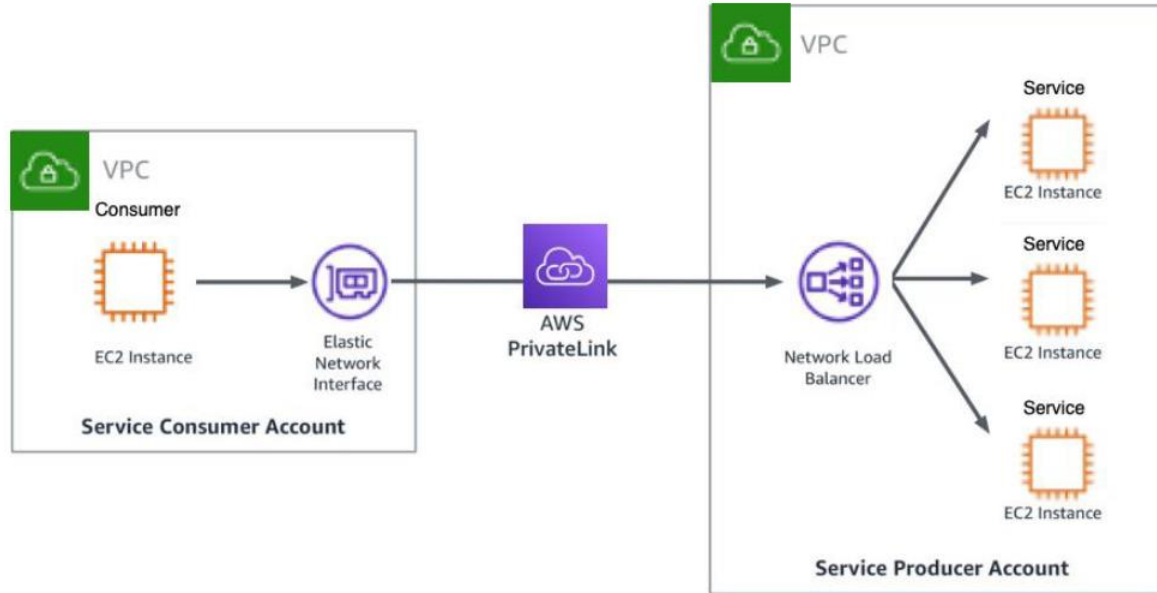 VPC
Consumer
EC2 Instance
Elastic
Network
Interface
Service Consumer Account
AWS
PrivateLink
VPC
Network Load
Balancer
Service
EC2 Instance
Service
EC2 Instance
Service
EC2 Instance
Service Producer Account